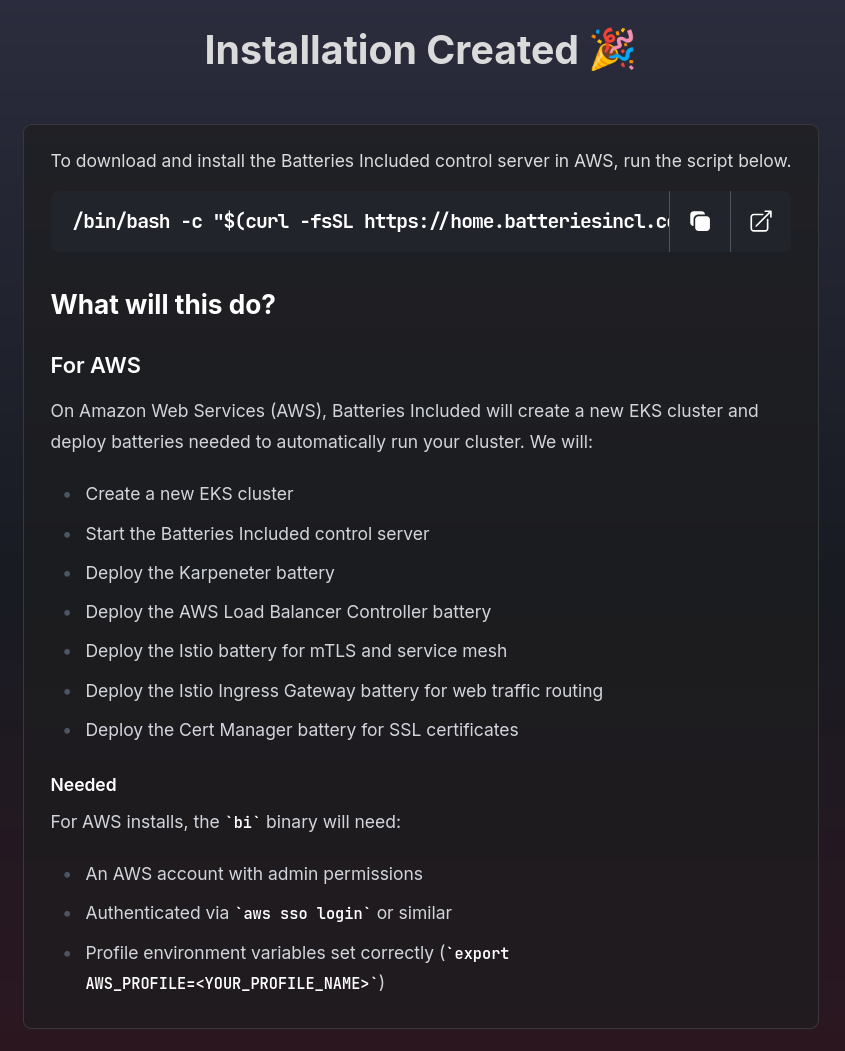 Installation Created 🎉
To download and install the Batteries Included control server in AWS, run the script below.
/bin/bash -c "$(curl -fsSL https://home.batteriesincl.c
What will this do?
For AWS
On Amazon Web Services (AWS), Batteries Included will create a new EKS cluster and
deploy batteries needed to automatically run your cluster. We will:
• Create a new EKS cluster
• Start the Batteries Included control server
• Deploy the Karpeneter battery
• Deploy the AWS Load Balancer Controller battery
• Deploy the Istio battery for mTLS and service mesh
• Deploy the Istio Ingress Gateway battery for web traffic routing
• Deploy the Cert Manager battery for SSL certificates
Needed
For AWS installs, the `bi` binary will need:
• An AWS account with admin permissions
• Authenticated via `aws sso login` or similar
• Profile environment variables set correctly (`export
AWS_PROFILE=<YOUR_PROFILE_NAME>`)